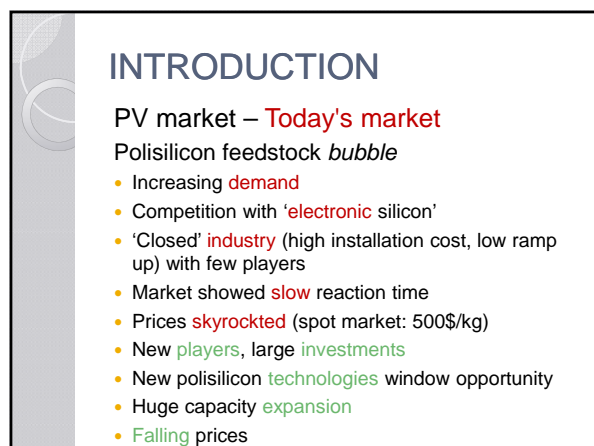 INTRODUCTION
PV market – Today's market
Polisilicon feedstock bubble
• Increasing demand
• Competition with ‘electronic silicon’
• ‘Closed’ industry (high installation cost, low ramp
up) with few players
• Market showed slow reaction time
• Prices skyrockted (spot market: 500$/kg)
• New players, large investments
• New polisilicon technologies window opportunity
• Huge capacity expansion
• Falling prices